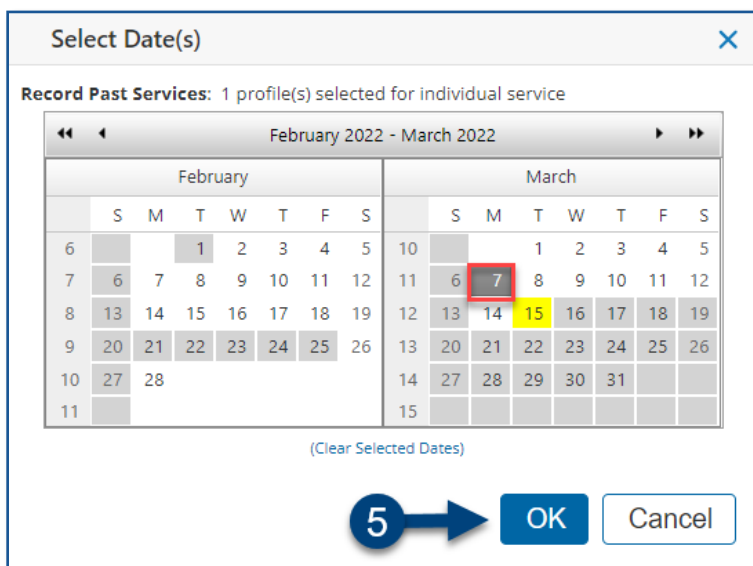 Select Date(s) ×
Record Past Services: 1 profile(s) selected for individual service
February 2022 - March 2022
February March
S M T W T F S S M T W T F S
6 1 2 3 4 5 10 1 2 3 4 5
7 6 7 8 9 10 11 12 11 6 7 8 9 10 11 12
8 13 14 15 16 17 18 19 12 13 14 15 16 17 18 19
9 20 21 22 23 24 25 26 13 20 21 22 23 24 25 26
10 27 28 14 27 28 29 30 31
11 15
(Clear Selected Dates)
5 OK Cancel